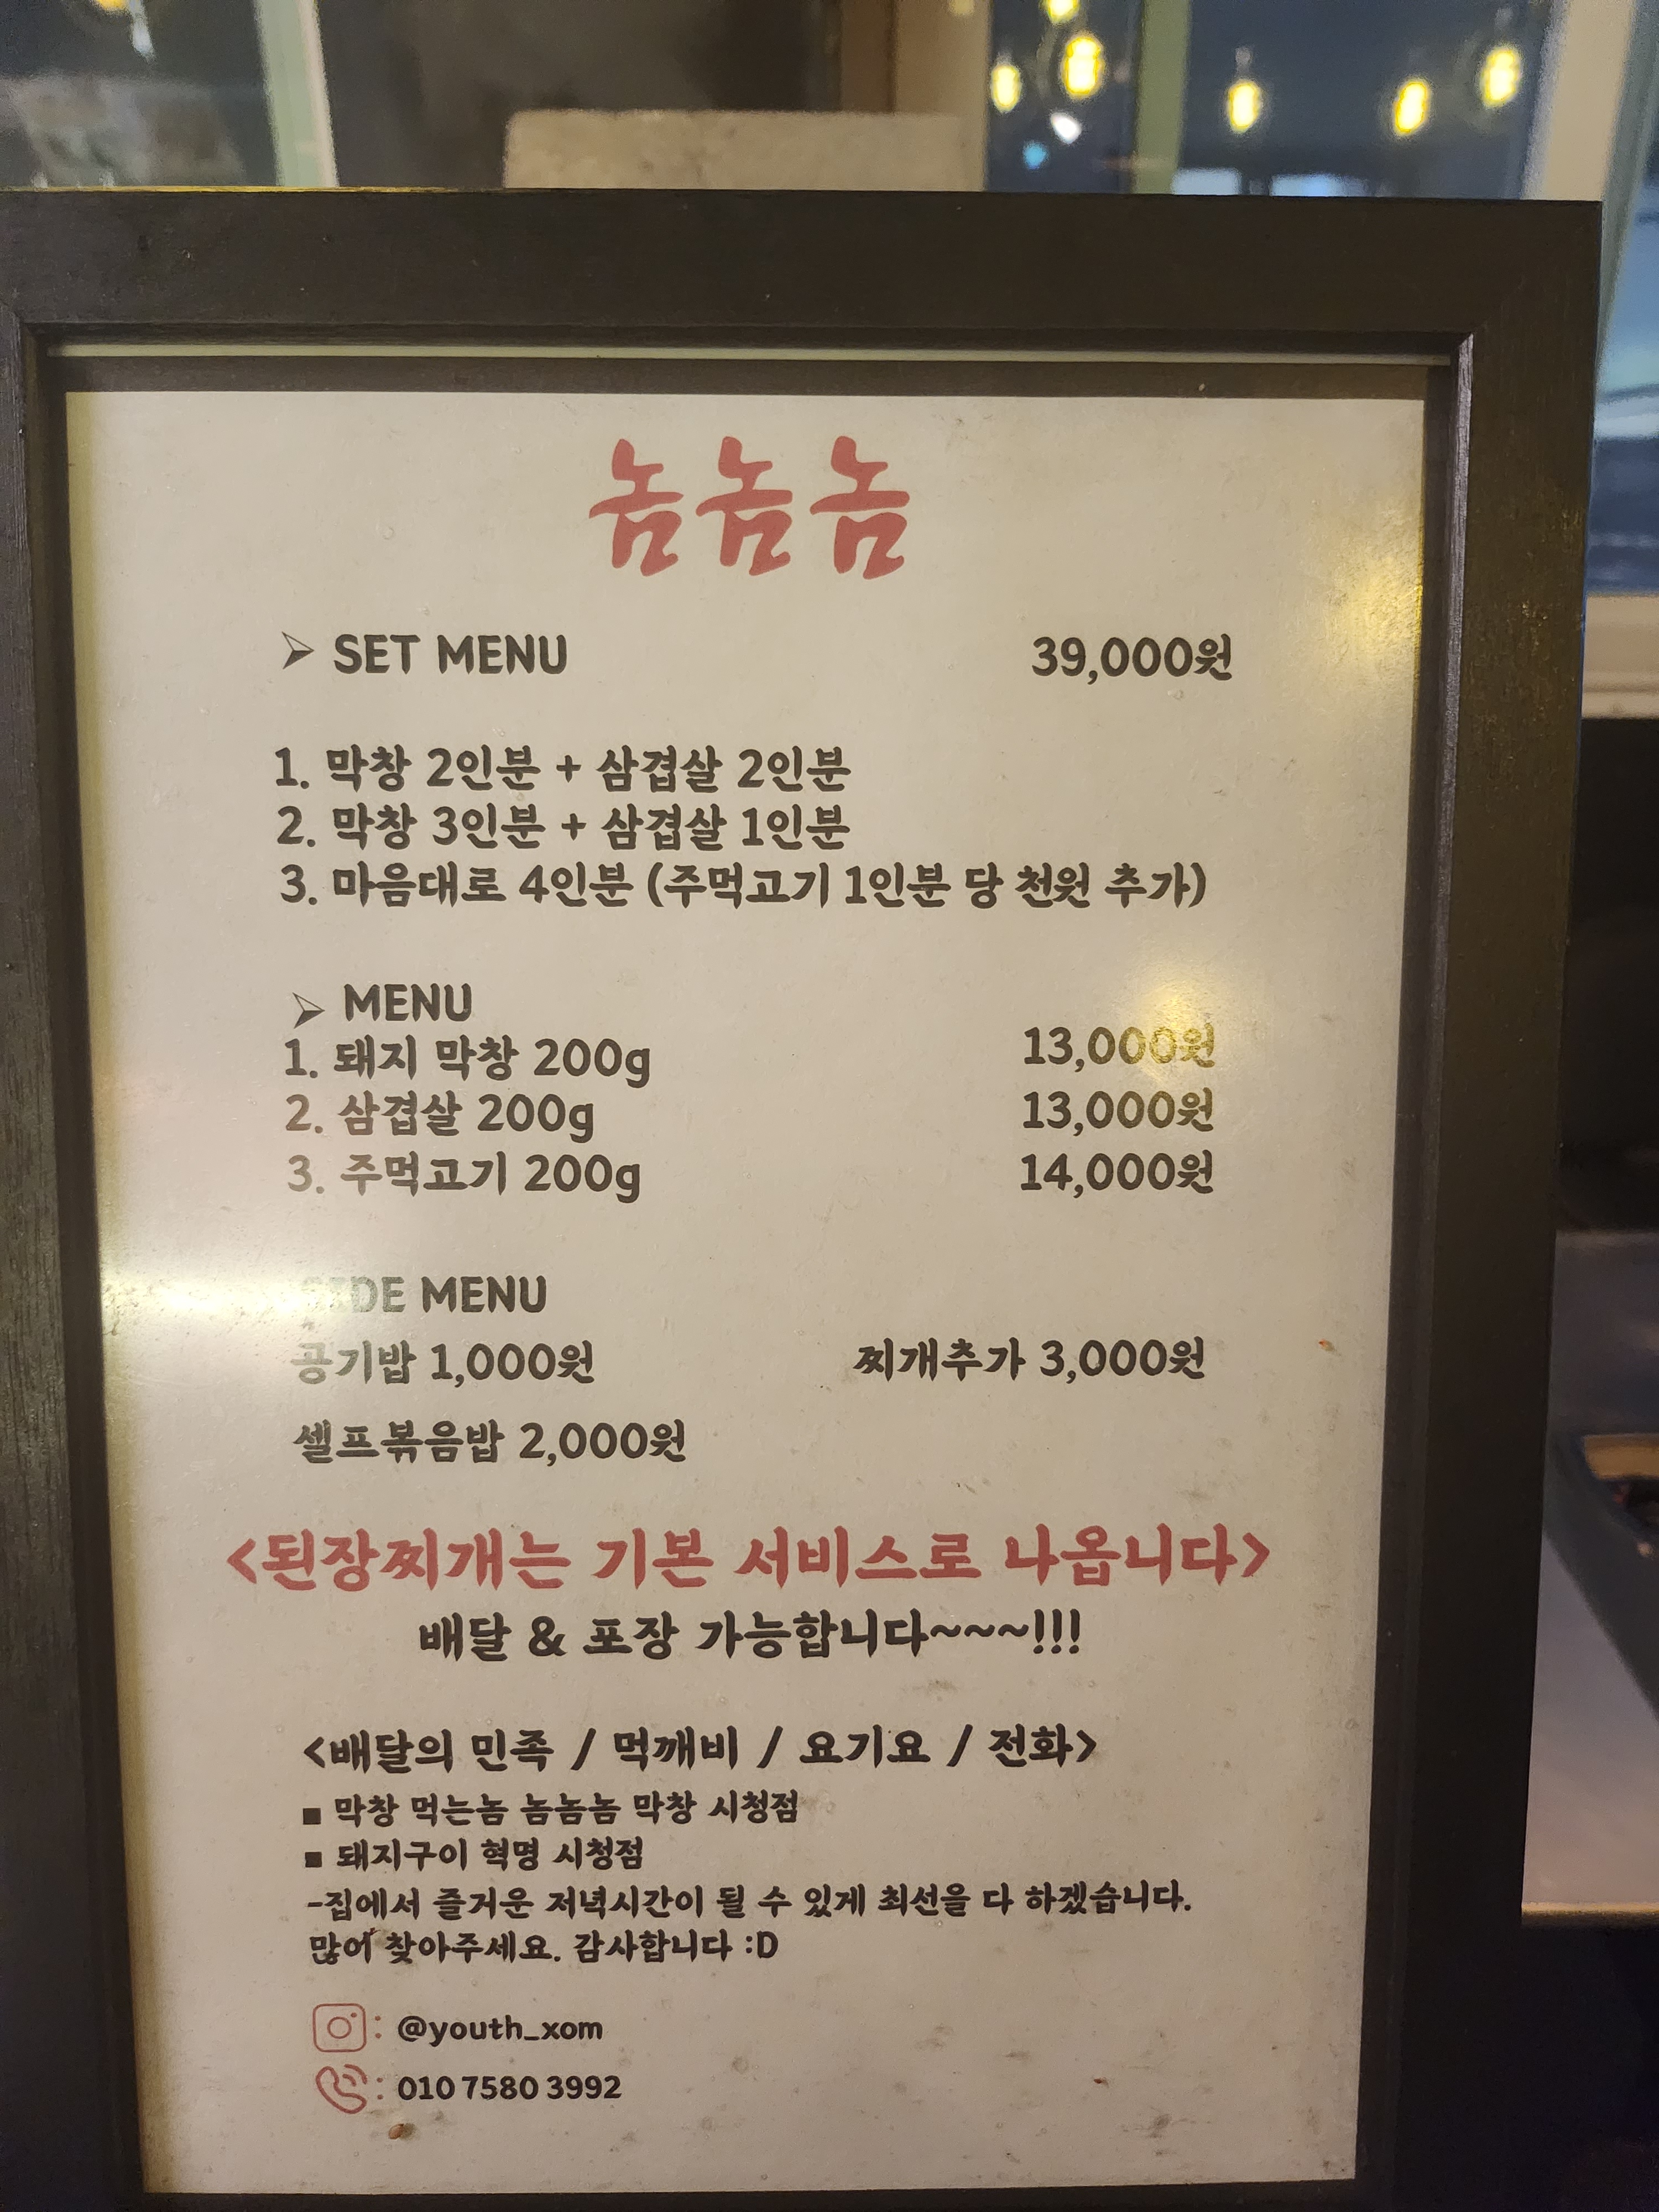 놈놈놈
➢ SET MENU 39,000원
1. 막창 2인분 + 삼겹살 2인분
2. 막창 3인분 + 삼겹살 1인분
3. 마음대로 4인분 (주먹고기 1인분 당 천원 추가)
➢ MENU
1. 돼지 막창 200g 13,000원
2. 삼겹살 200g 13,000원
3. 주먹고기 200g 14,000원
SIDE MENU
공기밥 1,000원 찌개추가 3,000원
셀프볶음밥 2,000원
<된장찌개는 기본 서비스로 나옵니다>
배달 & 포장 가능합니다~~~!!!
<배달의 민족 / 먹깨비 / 요기요 / 전화>
■ 막창 먹는놈 놈놈놈 막창 시청점
■ 돼지구이 혁명 시청점
-집에서 즐거운 저녁시간이 될 수 있게 최선을 다 하겠습니다.
많이 찾아주세요. 감사합니다 :D
: @youth_xom
: 010 7580 3992